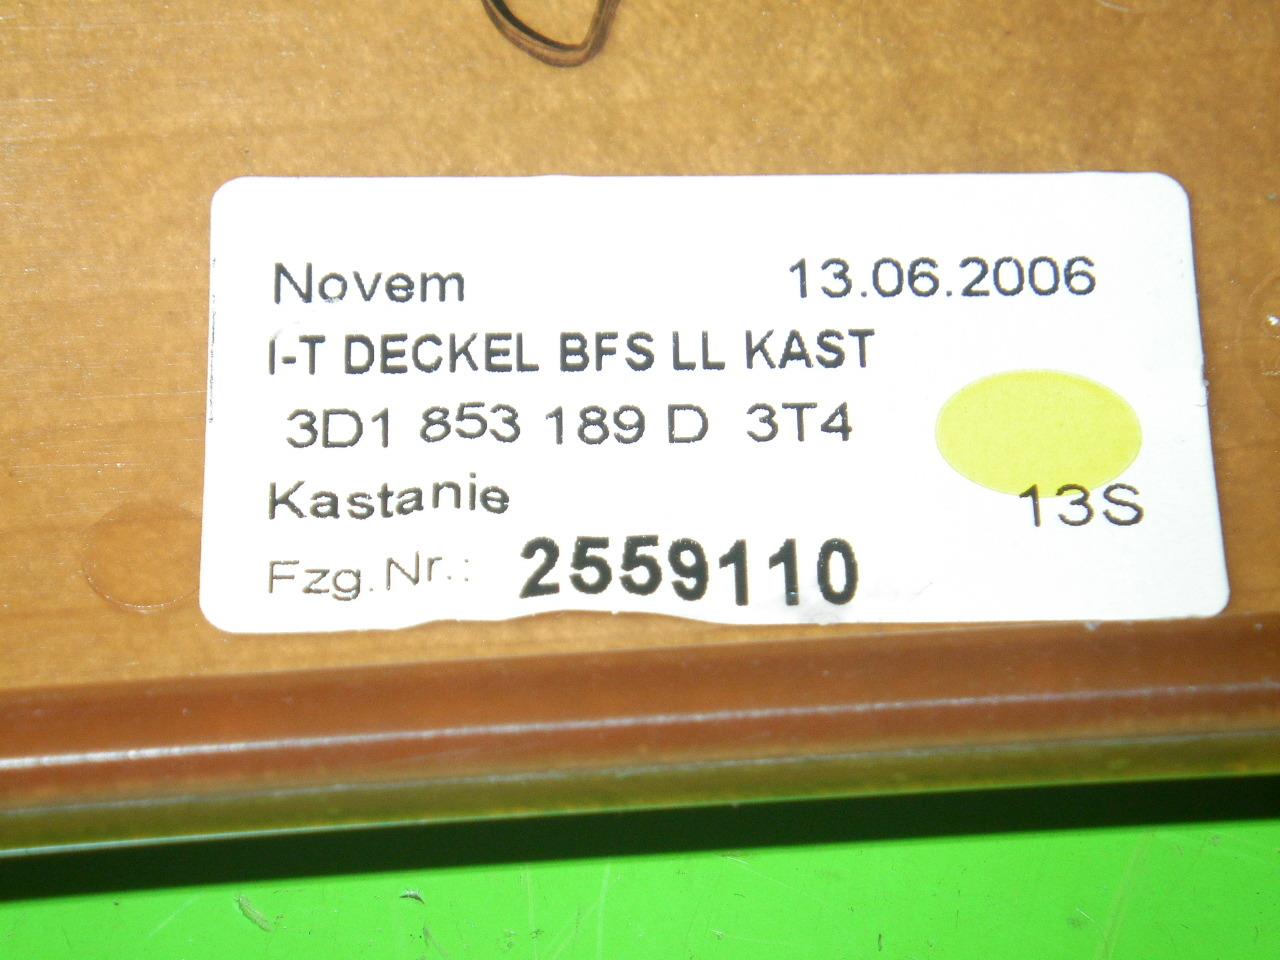 Novem 13.06.2006
I-T DECKEL BFS LL KAST
3D1 853 189 D 3T4
Kastanie 13S
Fzg.Nr.: 2559110